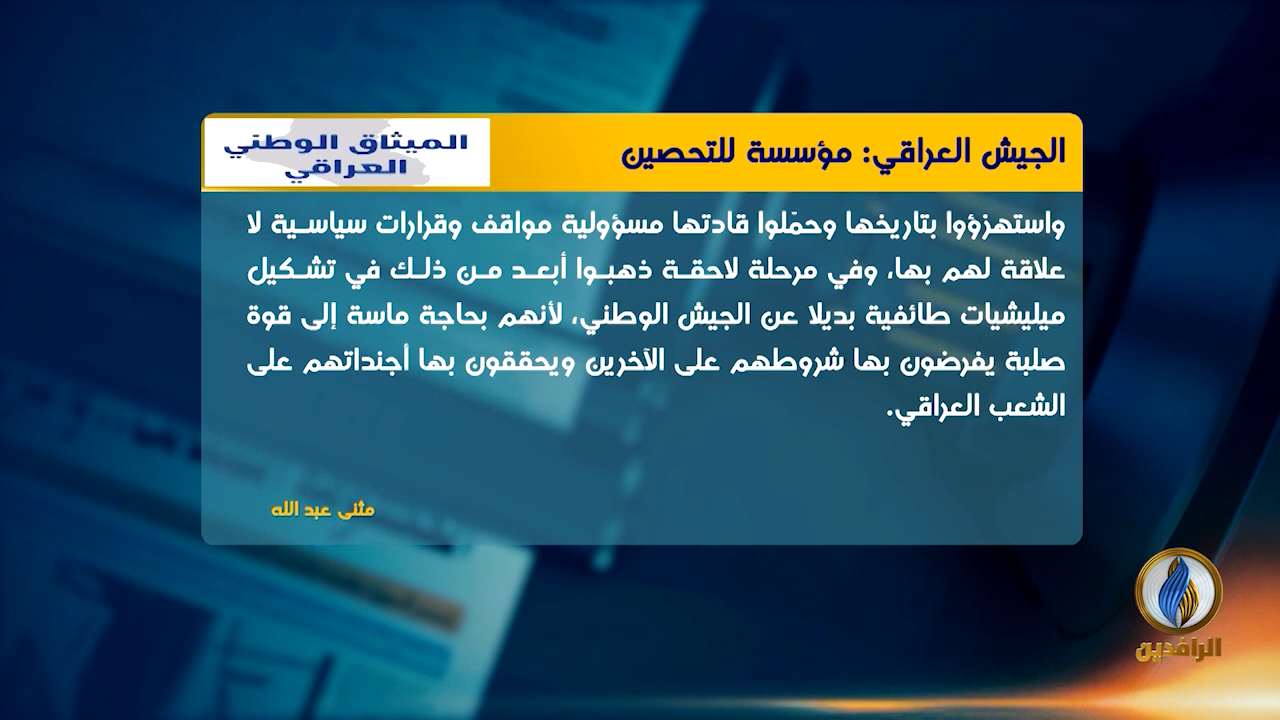 الجيش العراقي: مؤسسة للتحصين
الميثاق الوطني
العراقي
واستهزؤوا بتاريخها وحمّلوا قادتها مسؤولية مواقف وقرارات سياسية لا
علاقة لهم بها، وفي مرحلة لاحقة ذهبوا أبعد من ذلك في تشكيل
ميليشيات طائفية بديلا عن الجيش الوطني، لأنهم بحاجة ماسة إلى قوة
صلبة يفرضون بها شروطهم على الآخرين ويحققون بها أجنداتهم على
الشعب العراقي.
مثنى عبد الله
الرافدين